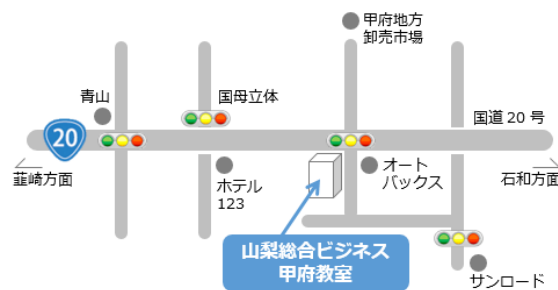 甲府地方
卸売市場
青山
国母立体
国道 20 号
20
韮崎方面
ホテル
123
オート
バックス
石和方面
山梨総合ビジネス
甲府教室
サンロード